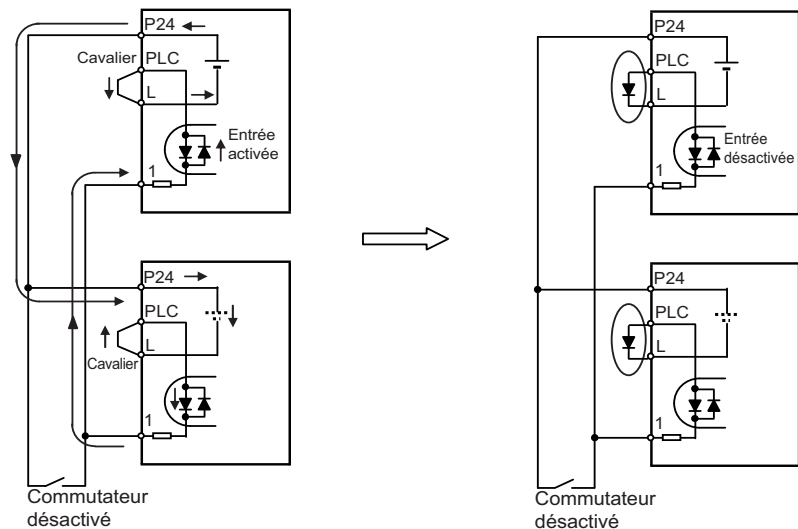 P24
Cavalier
PLC
L
Entrée
activée
1
P24
PLC
L
Cavalier
1
Commutateur
désactivé
P24
PLC
L
Entrée
désactivée
1
P24
PLC
L
1
Commutateur
désactivé